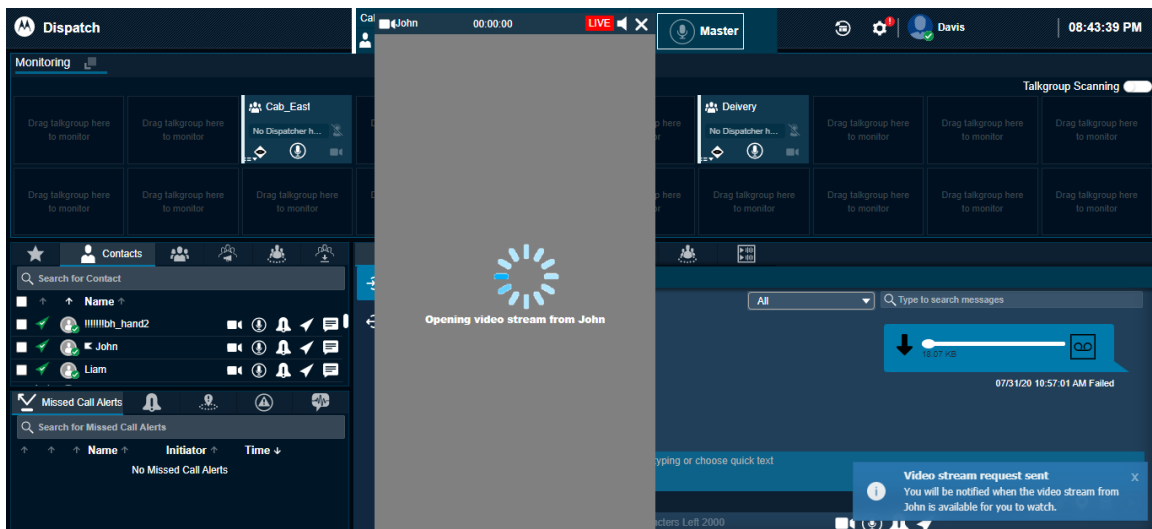 Dispatch
Cal
John
00:00:00
LIVE
Master
Davis
08:43:39 PM
Monitoring
Talkgroup Scanning
Drag talkgroup here
to monitor
Drag talkgroup here
to monitor
Cab_East
No Dispatcher h...
p here
or
Deivery
No Dispatcher h...
Drag talkgroup here
to monitor
Drag talkgroup here
to monitor
Drag talkgroup here
to monitor
Drag talkgroup here
to monitor
Drag talkgroup here
to monitor
Drag talkgroup here
to monitor
p here
or
Drag talkgroup here
to monitor
Drag talkgroup here
to monitor
Drag talkgroup here
to monitor
Drag talkgroup here
to monitor
Contacts
Search for Contact
Name
!!!!!!!bh_hand2
John
Liam
Opening video stream from John
All
Type to search messages
18.07 KB
07/31/20 10:57:01 AM Failed
Missed Call Alerts
Search for Missed Call Alerts
Name
Initiator
Time
No Missed Call Alerts
typing or choose quick text
Video stream request sent
X
You will be notified when the video stream from
John is available for you to watch.
acters Left 2000